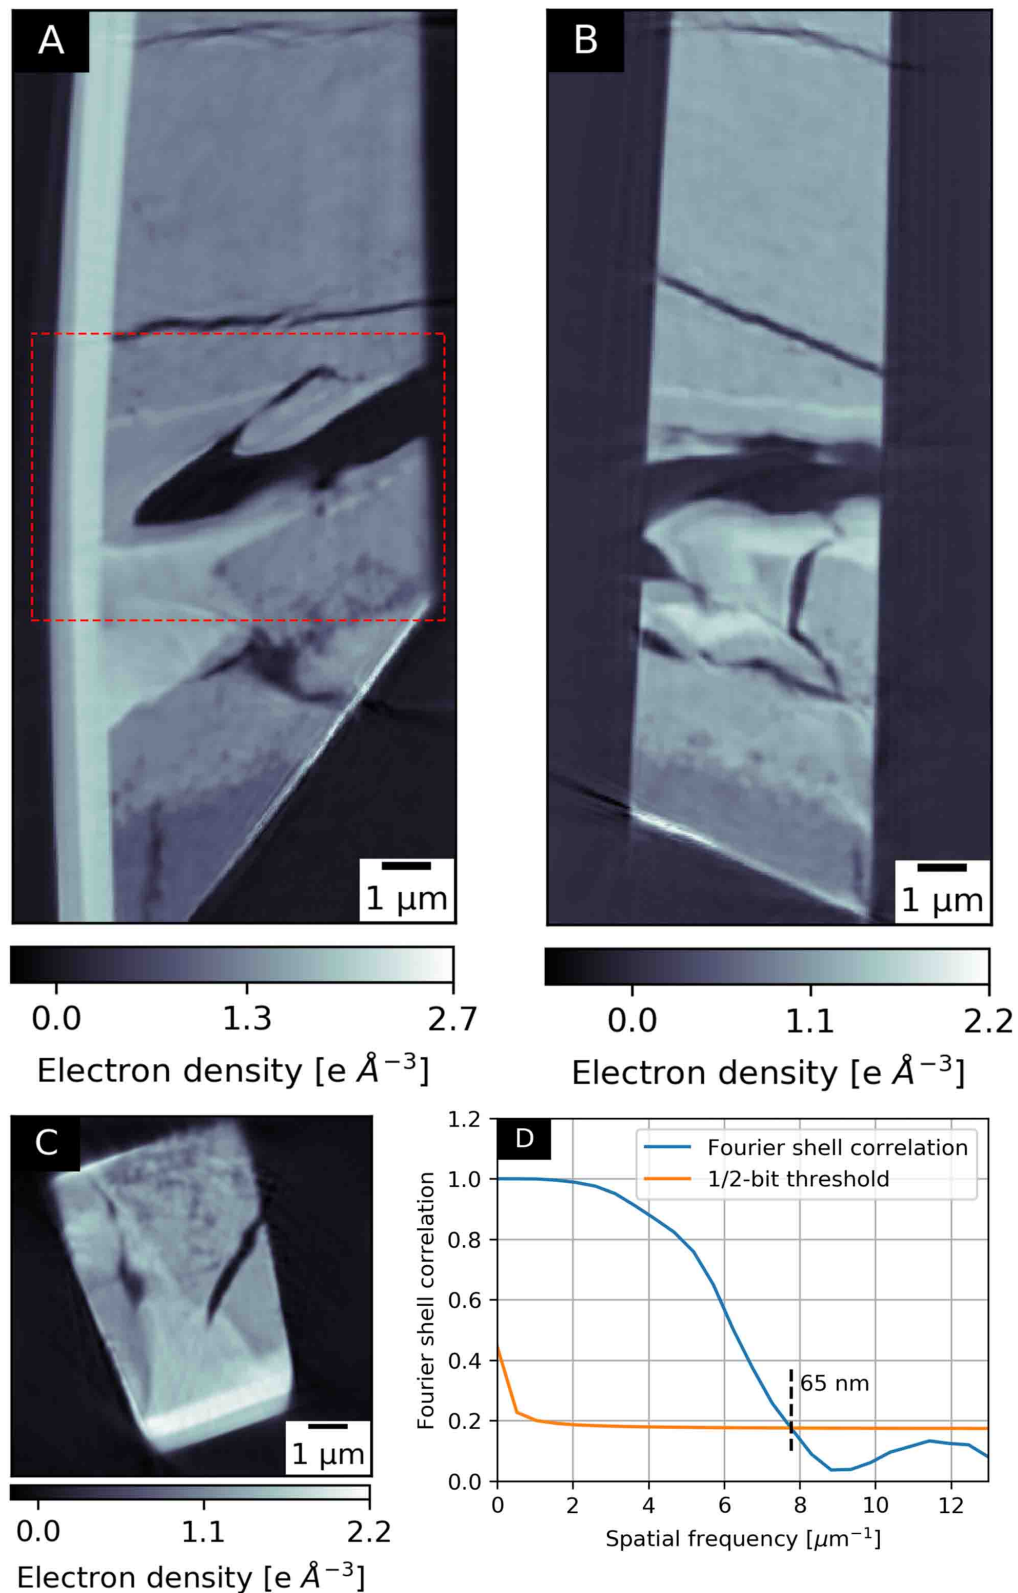 A
B
1 μm
1 μm
0.0 1.3 2.7
0.0 1.1 2.2
Electron density [e Å⁻³]
Electron density [e Å⁻³]
C
1 μm
0.0 1.1 2.2
Electron density [e Å⁻³]
D
Fourier shell correlation
1/2-bit threshold
65 nm
1.2
1.0
0.8
0.6
0.4
0.2
0.0
Fourier shell correlation
0 2 4 6 8 10 12
Spatial frequency [μm⁻¹]